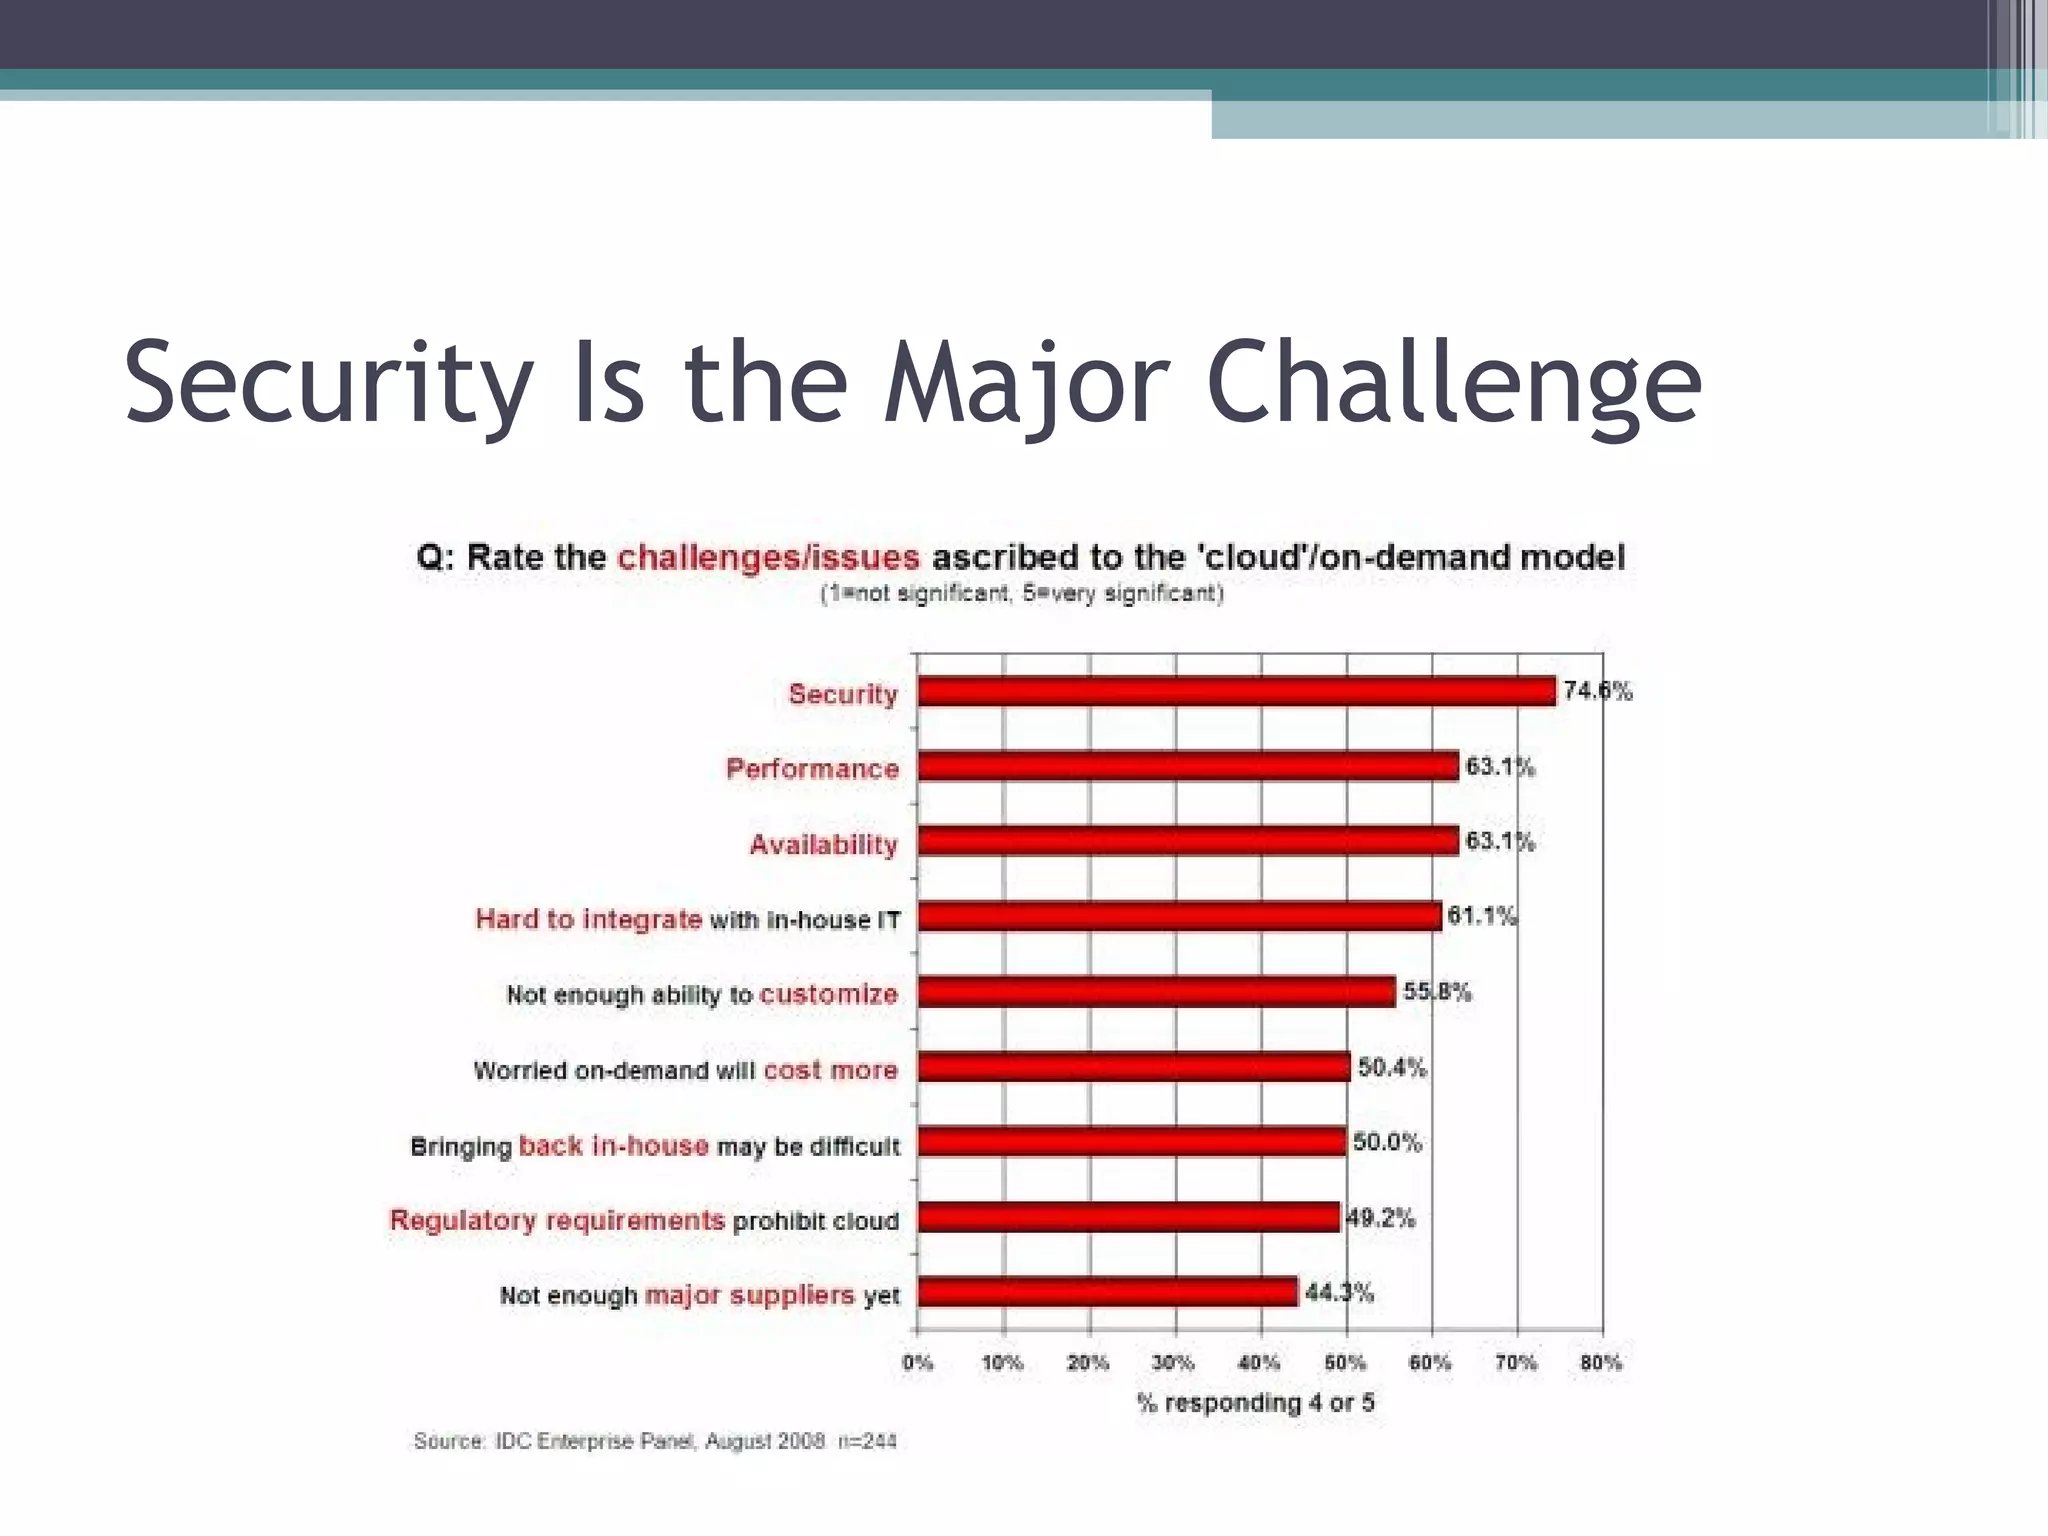 Security Is the Major Challenge
Q: Rate the challenges/issues ascribed to the 'cloud'/on-demand model
(1=not significant, 5=very significant)
Security 74.6%
Performance 63.1%
Availability 63.1%
Hard to integrate with in-house IT 61.1%
Not enough ability to customize 55.8%
Worried on-demand will cost more 50.4%
Bringing back in-house may be difficult 50.0%
Regulatory requirements prohibit cloud 49.2%
Not enough major suppliers yet 44.3%
0% 10% 20% 30% 40% 50% 60% 70% 80%
% responding 4 or 5
Source: IDC Enterprise Panel, August 2008 n=244